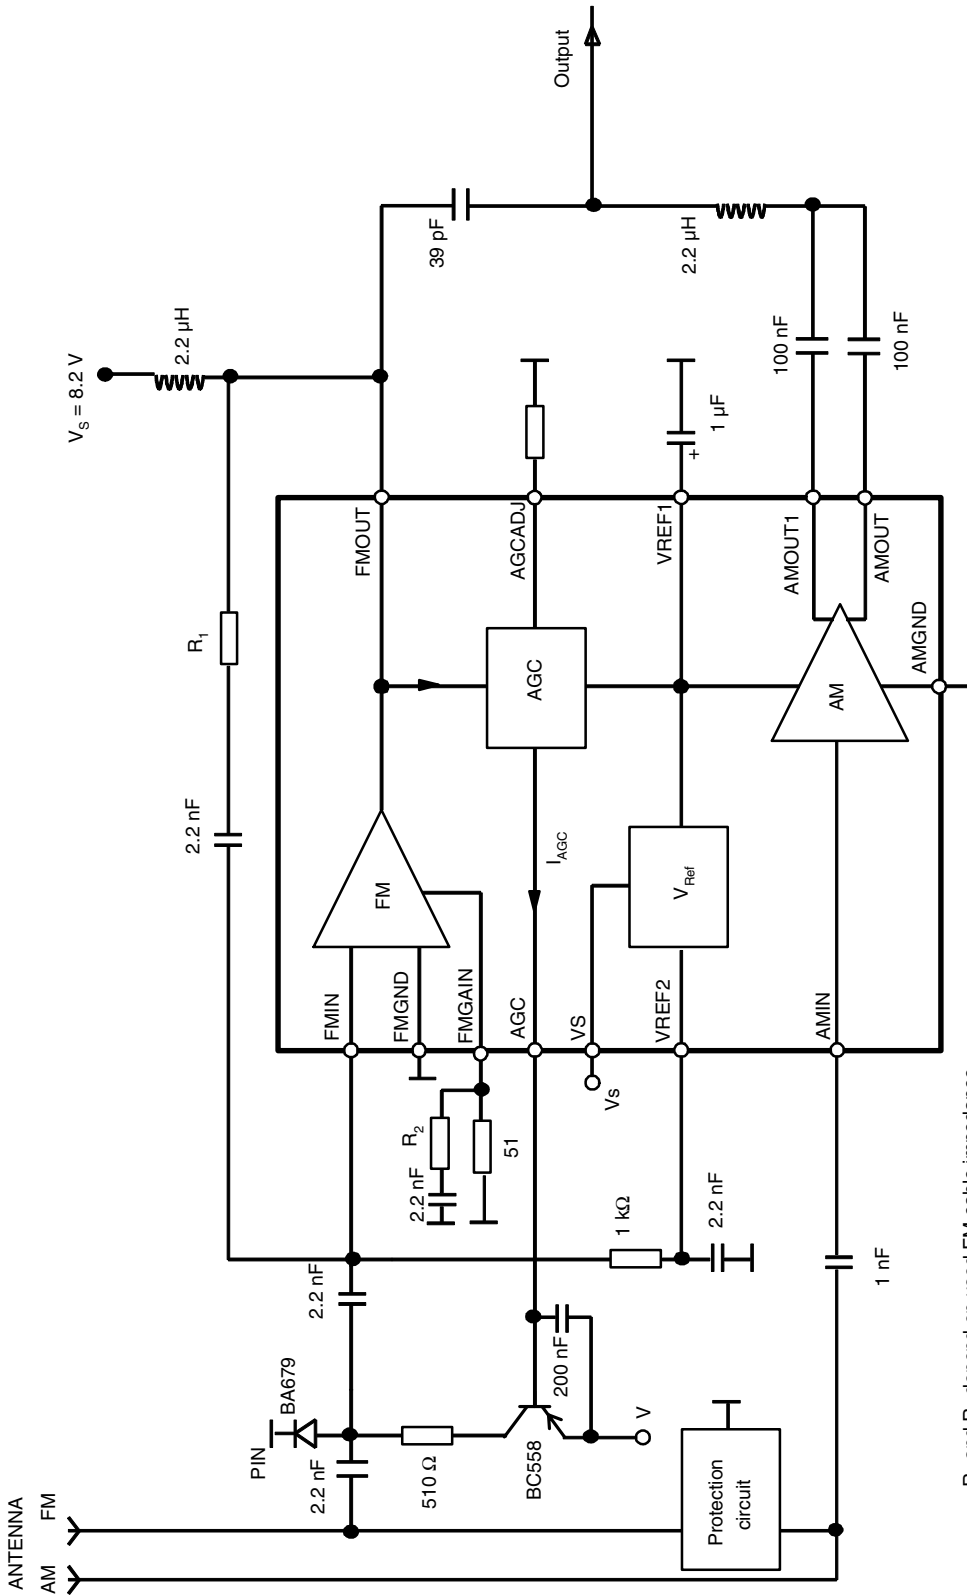 ANTENNA
AM
FM
PIN
BA679
2.2 nF
2.2 nF
510 Ω
BC558
200 nF
V
Protection
circuit
1 nF
1 kΩ
2.2 nF
2.2 nF
R2
51
Vs
2.2 nF
R1
FMIN
FMGND
FMGAIN
AGC
VS
VREF2
AMIN
FM
AGC
IAGC
VRef
AM
FMOUT
AGCADJ
VREF1
AMOUT1
AMOUT
AMGND
VS = 8.2 V
2.2 µH
39 pF
+
1 µF
100 nF
100 nF
2.2 µH
Output